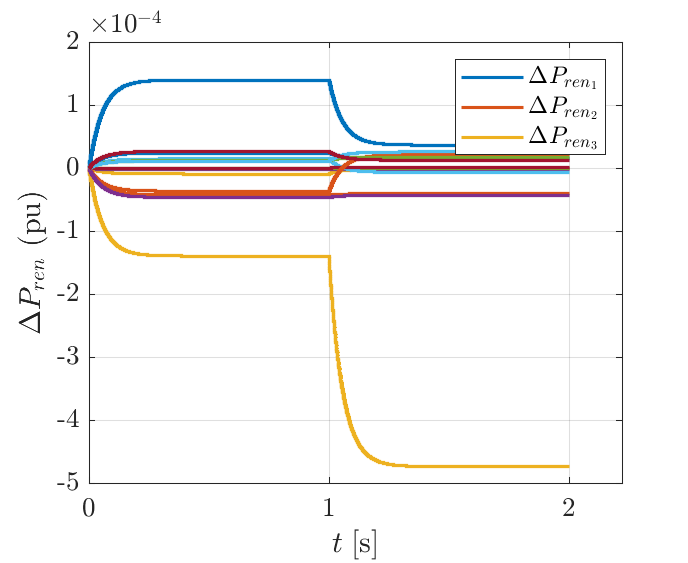 ×10⁻⁴
2
1
0
-1
-2
-3
-4
-5
0 1 2
t [s]
ΔP_ren (pu)
ΔP_ren₁
ΔP_ren₂
ΔP_ren₃